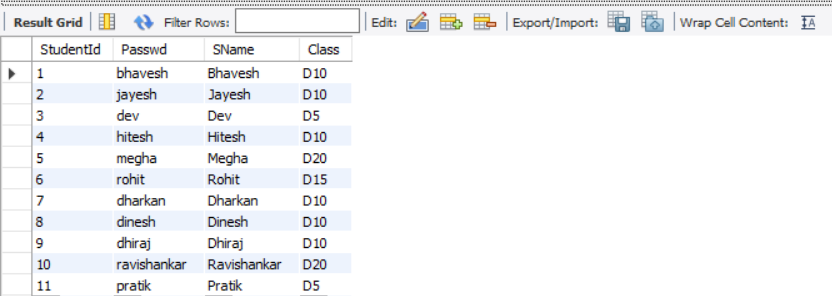 Result Grid Filter Rows: Edit: Export/Import: Wrap Cell Content: IA
StudentId Passwd SName Class
1 bhavesh Bhavesh D10
2 jayesh Jayesh D10
3 dev Dev D5
4 hitesh Hitesh D10
5 megha Megha D20
6 rohit Rohit D15
7 dharkan Dharkan D10
8 dinesh Dinesh D10
9 dhiraj Dhiraj D10
10 ravishankar Ravishankar D20
11 pratik Pratik D5